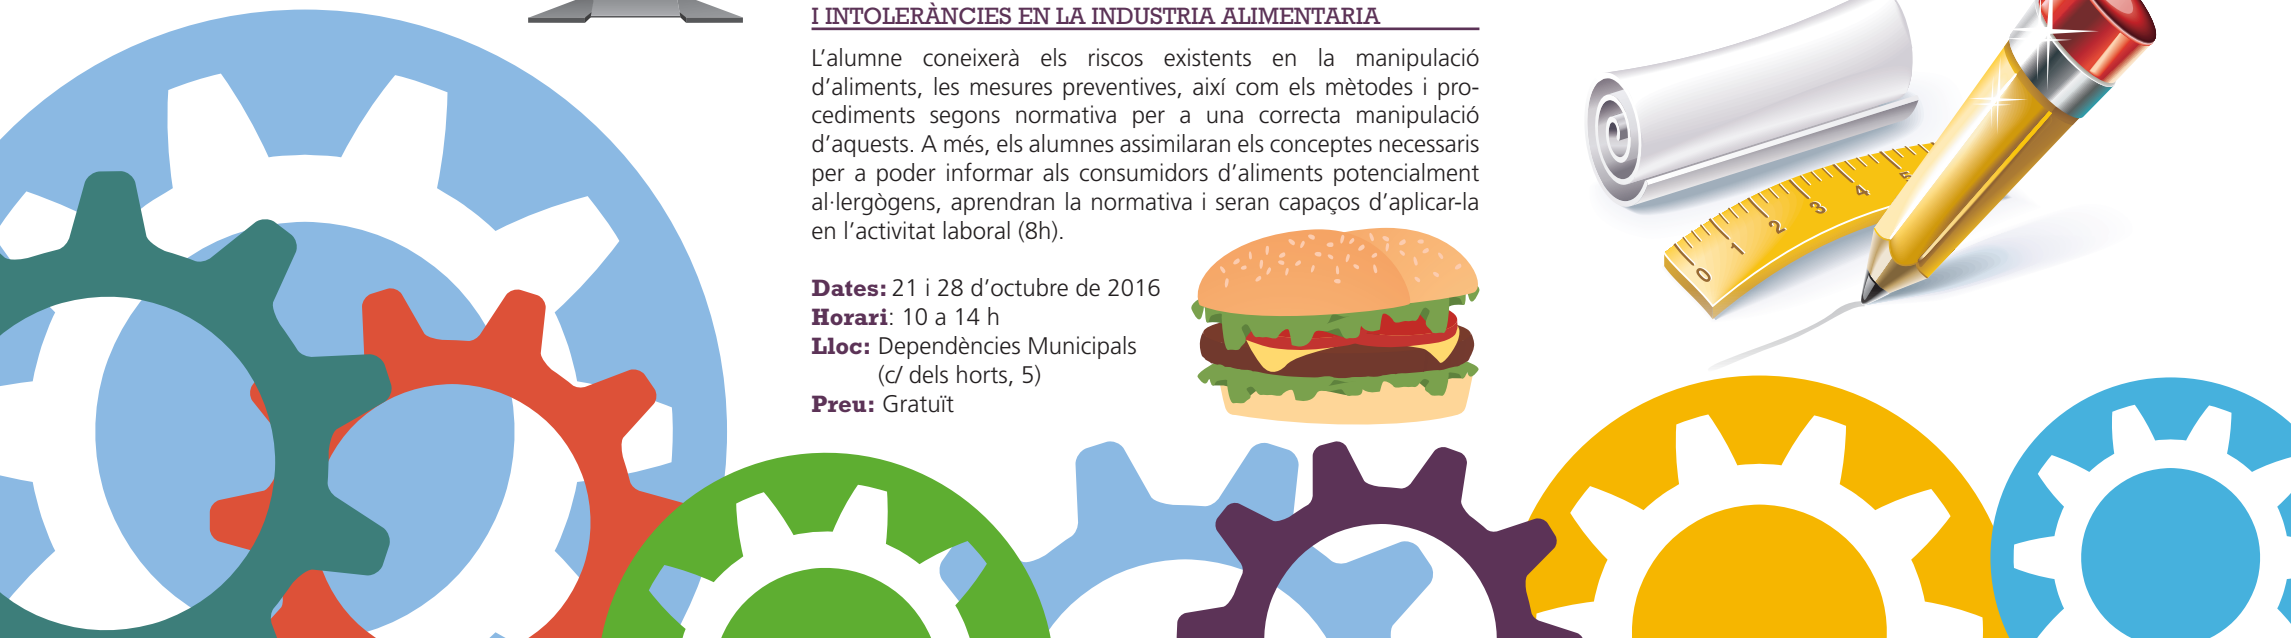 I INTOLERÀNCIES EN LA INDUSTRIA ALIMENTARIA
L’alumne coneixerà els riscos existents en la manipulació
d’aliments, les mesures preventives, així com els mètodes i pro-
cediments segons normativa per a una correcta manipulació
d’aquests. A més, els alumnes assimilaran els conceptes necessaris
per a poder informar als consumidors d’aliments potencialment
al·lergògens, aprendran la normativa i seran capaços d’aplicar-la
en l’activitat laboral (8h).
Dates: 21 i 28 d’octubre de 2016
Horari: 10 a 14 h
Lloc: Dependències Municipals
(c/ dels horts, 5)
Preu: Gratuït
0 1 2 3 4 5